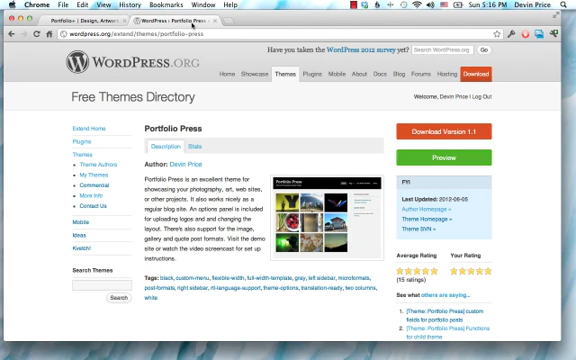 Chrome File Edit View History Bookmarks Window Help
Sun 5:16 PM Devin Price
Portfolio+ | Design, Artwork
WordPress › Portfolio Press
wordpress.org/extend/themes/portfolio-press
Have you taken the WordPress 2012 survey yet?
Search WordPress.org
Go
WORDPRESS.ORG
Home Showcase Themes Plugins Mobile About Docs Blog Forums Hosting Download
Free Themes Directory
Welcome, Devin Price | Log Out
Extend Home
Plugins
Themes
Theme Authors
My Themes
Commercial
More Info
Contact Us
Mobile
Ideas
Kvetch!
Search Themes
Search
Portfolio Press
Description Stats
Author: Devin Price
Portfolio Press is an excellent theme for
showcasing your photography, art, web sites,
or other projects. It also works nicely as a
regular blog site. An options panel is included
for uploading logos and and changing the
layout. There's also support for the image,
gallery and quote post formats. Visit the demo
site or watch the video screencast for set up
instructions.
Portfolio Press
Tags: black, custom-menu, flexible-width, full-width-template, gray, left sidebar, microformats,
post-formats, right sidebar, rtl-language-support, theme-options, translation-ready, two columns,
white
Download Version 1.1
Preview
FYI
Last Updated: 2012-06-05
Author Homepage »
Theme Homepage »
Theme SVN »
Average Rating Your Rating
(15 ratings)
See what others are saying...
1. [Theme: Portfolio Press] custom
fields for portfolio posts
2. [Theme: Portfolio Press] Functions
for child theme